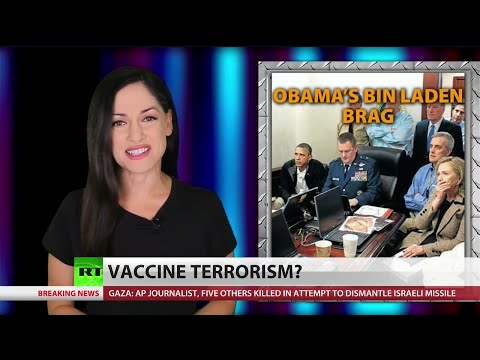 OBAMA'S BIN LADEN
BRAG
RT VACCINE TERRORISM?
BREAKING NEWS GAZA: AP JOURNALIST, FIVE OTHERS KILLED IN ATTEMPT TO DISMANTLE ISRAELI MISSILE